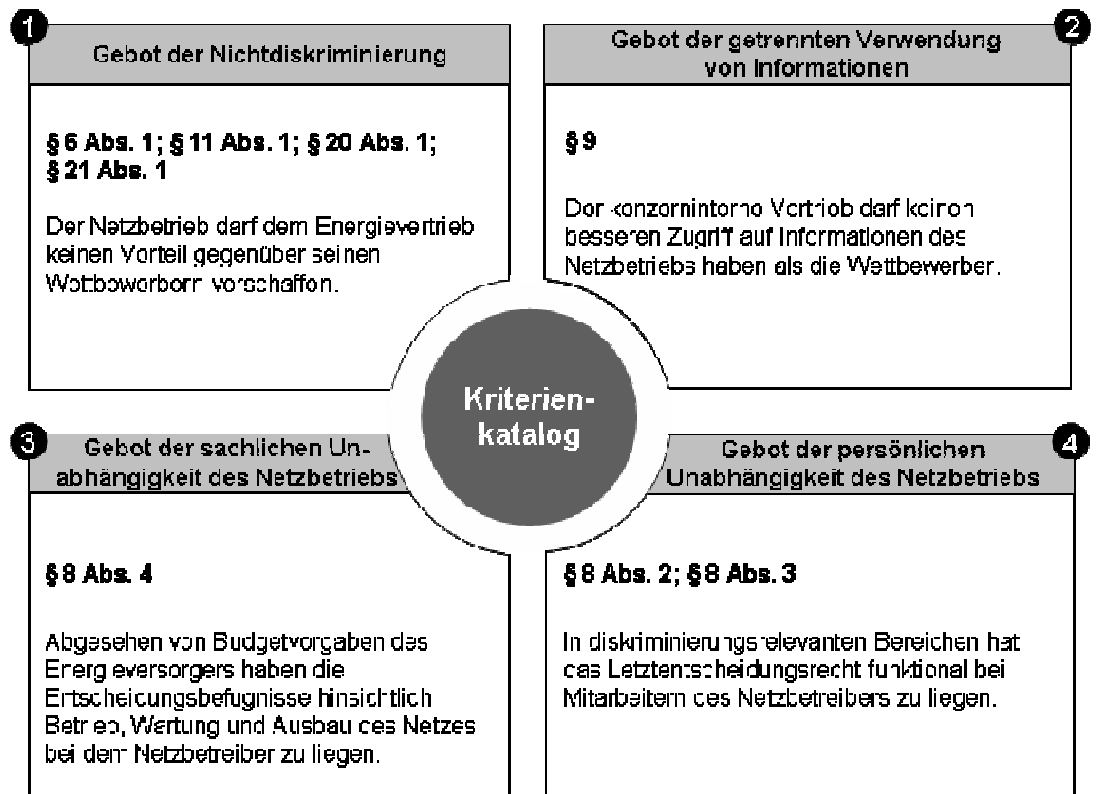 1
Gebot der Nichtdiskriminierung
§ 6 Abs. 1; § 11 Abs. 1; § 20 Abs. 1;
§ 21 Abs. 1
Der Netzbetrieb darf dem Energievertrieb
keinen Vorteil gegenüber seinen
Wettbewerbern verschaffen.
2
Gebot der getrennten Verwendung
von Informationen
§ 9
Der konzerninterne Vertrieb darf keinen
besseren Zugriff auf Informationen des
Netzbetriebs haben als die Wettbewerber.
Kriterien-
katalog
3
Gebot der sachlichen Un-
abhängigkeit des Netzbetriebs
§ 8 Abs. 4
Abgesehen von Budgetvorgaben des
Energieversorgers haben die
Entscheidungsbefugnisse hinsichtlich
Betrieb, Wartung und Ausbau des Netzes
bei dem Netzbetreiber zu liegen.
4
Gebot der persönlichen
Unabhängigkeit des Netzbetriebs
§ 8 Abs. 2; § 8 Abs. 3
In diskriminierungsrelevanten Bereichen hat
das Letztentscheidungsrecht funktional bei
Mitarbeitern des Netzbetreibers zu liegen.